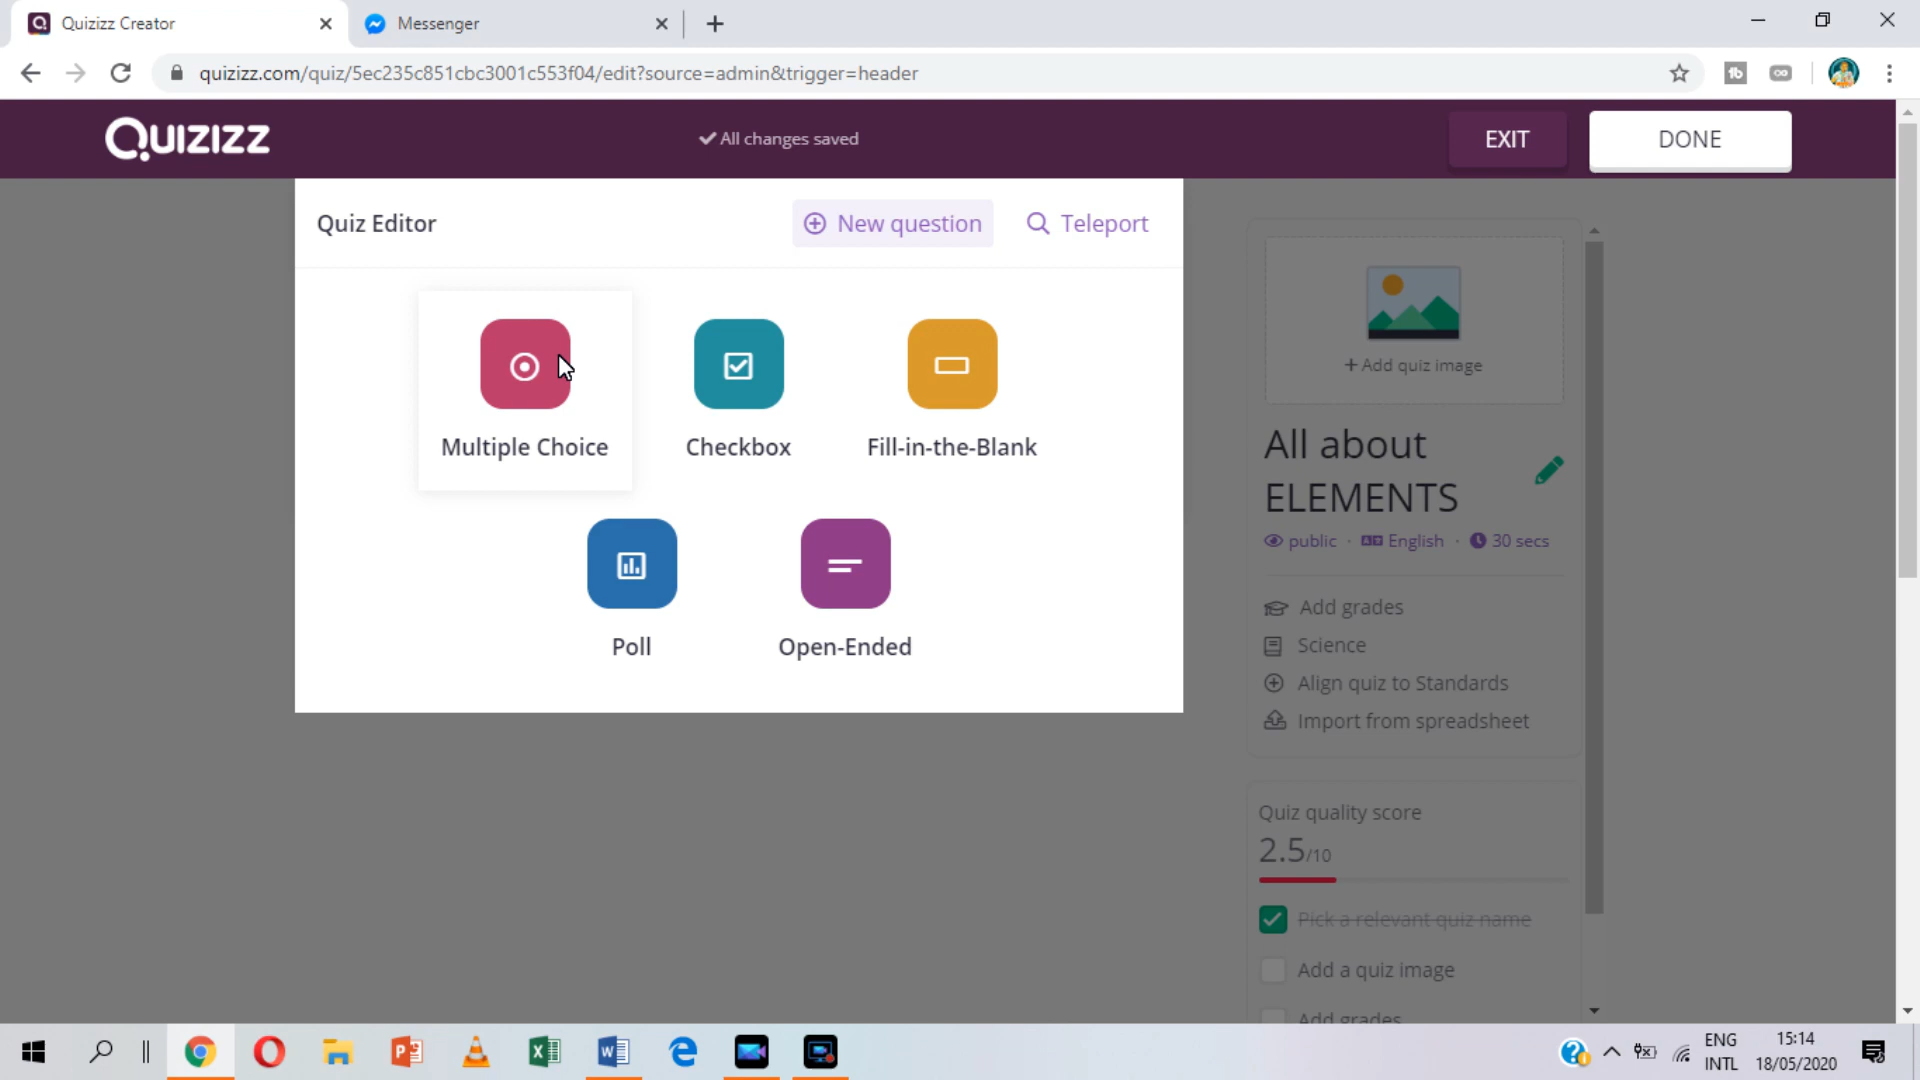 Quizizz Creator
Messenger
quizizz.com/quiz/5ec235c851cbc3001c553f04/edit?source=admin&trigger=header
QUIZIZZ
All changes saved
EXIT
DONE
Quiz Editor
New question
Teleport
Multiple Choice
Checkbox
Fill-in-the-Blank
Poll
Open-Ended
+ Add quiz image
All about
ELEMENTS
public · English · 30 secs
Add grades
Science
Align quiz to Standards
Import from spreadsheet
Quiz quality score
2.5/10
Pick a relevant quiz name
Add a quiz image
Add grades
ENG
INTL
15:14
18/05/2020